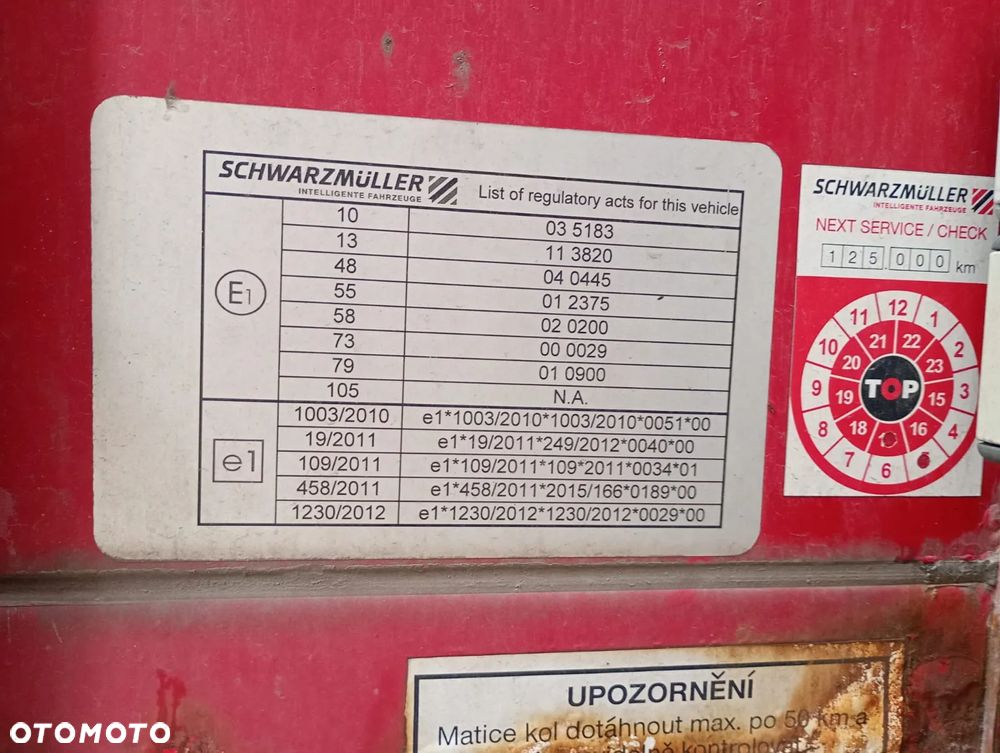 SCHWARZMÜLLER
INTELLIGENTE FAHRZEUGE
List of regulatory acts for this vehicle
E1
10 03 5183
13 11 3820
48 04 0445
55 01 2375
58 02 0200
73 00 0029
79 01 0900
105 N.A.
e1
1003/2010 e1*1003/2010*1003/2010*0051*00
19/2011 e1*19/2011*249/2012*0040*00
109/2011 e1*109/2011*109*2011*0034*01
458/2011 e1*458/2011*2015/166*0189*00
1230/2012 e1*1230/2012*1230/2012*0029*00
SCHWARZMÜLLER
INTELLIGENTE FAHRZEUGE
NEXT SERVICE / CHECK
125.000 km
12 1 2 3 4 6 7 8 9 10 11
21 22 23 15 16 18 19 20
TOP
UPOZORNĚNÍ
Matice kol dotáhnout max. po 50 km a
kontrolovat
OTOMOTO